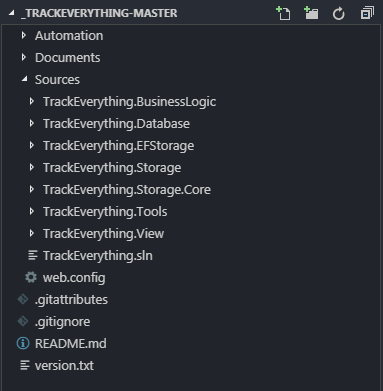 _TRACKEVERYTHING-MASTER
Automation
Documents
Sources
TrackEverything.BusinessLogic
TrackEverything.Database
TrackEverything.EFStorage
TrackEverything.Storage
TrackEverything.Storage.Core
TrackEverything.Tools
TrackEverything.View
TrackEverything.sln
web.config
.gitattributes
.gitignore
README.md
version.txt